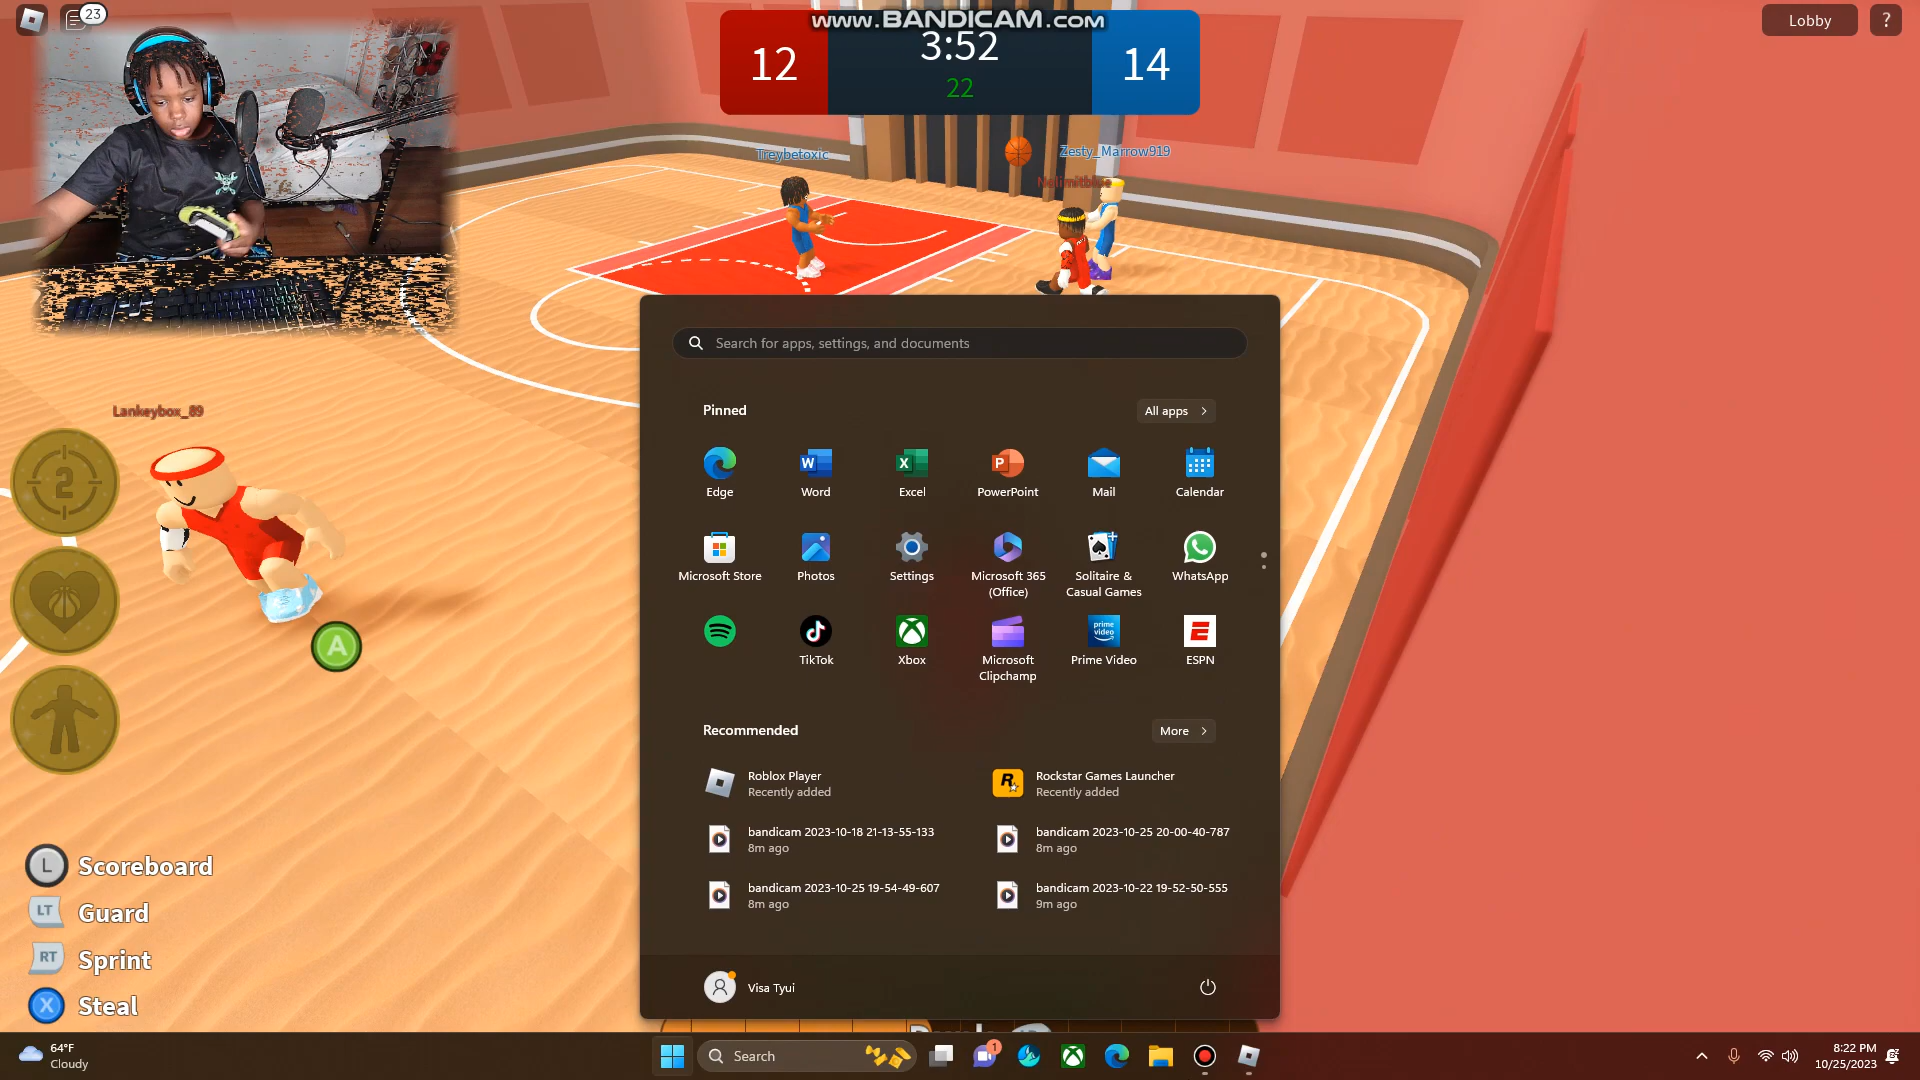 23
www.BANDICAM.com
Lobby
?
12
3:52
14
22
Treybetoxic
Zesty_Marrow919
Nolimitblue
Search for apps, settings, and documents
Lankeybox_89
Pinned
All apps
2
Edge
Word
Excel
PowerPoint
Mail
Calendar
Microsoft Store
Photos
Settings
Microsoft 365
(Office)
Solitaire &
Casual Games
WhatsApp
prime
video
A
TikTok
Xbox
Microsoft
Clipchamp
Prime Video
ESPN
Recommended
More
Roblox Player
Recently added
Rockstar Games Launcher
Recently added
bandicam 2023-10-18 21-13-55-133
8m ago
bandicam 2023-10-25 20-00-40-787
8m ago
bandicam 2023-10-25 19-54-49-607
8m ago
bandicam 2023-10-22 19-52-50-555
9m ago
L
Scoreboard
LT
Guard
RT
Sprint
X
Steal
Visa Tyui
64°F
Cloudy
Search
1
8:22 PM
10/25/2023